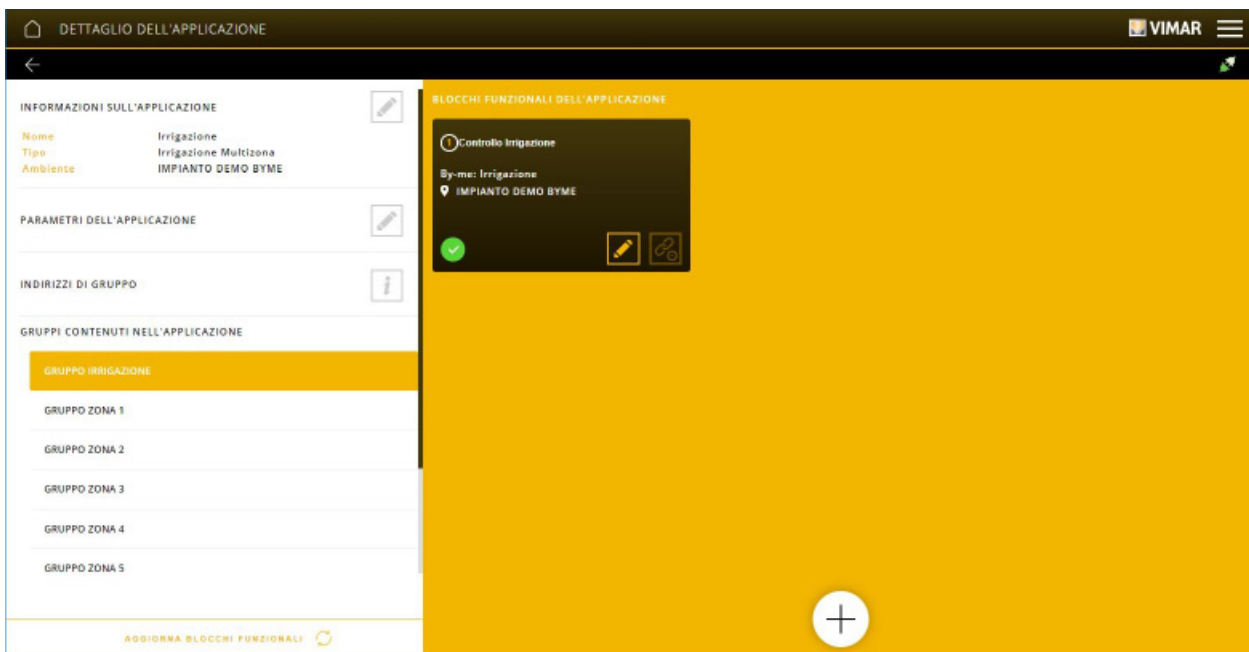 DETTAGLIO DELL'APPLICAZIONE
VIMAR
INFORMAZIONI SULL'APPLICAZIONE
Nome Irrigazione
Tipo Irrigazione Multizona
Ambiente IMPIANTO DEMO BYME
PARAMETRI DELL'APPLICAZIONE
INDIRIZZI DI GRUPPO
i
GRUPPI CONTENUTI NELL'APPLICAZIONE
GRUPPO IRRIGAZIONE
GRUPPO ZONA 1
GRUPPO ZONA 2
GRUPPO ZONA 3
GRUPPO ZONA 4
GRUPPO ZONA 5
AGGIORNA BLOCCHI FUNZIONALI
BLOCCHI FUNZIONALI DELL'APPLICAZIONE
1 Controllo Irrigazione
By-me: Irrigazione
IMPIANTO DEMO BYME